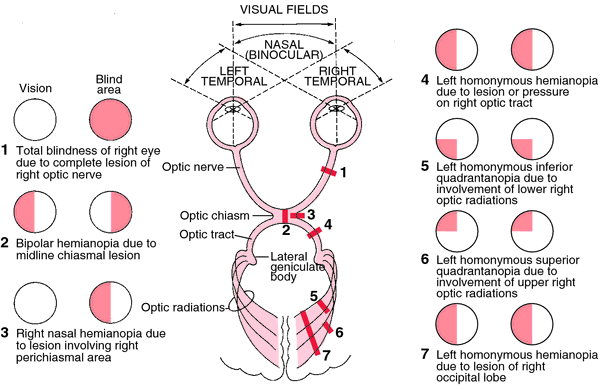 VISUAL FIELDS
NASAL
(BINOCULAR)
LEFT
TEMPORAL
RIGHT
TEMPORAL
Vision
Blind
area
1 Total blindness of right eye
due to complete lesion of
right optic nerve
2 Bipolar hemianopia due to
midline chiasmal lesion
3 Right nasal hemianopia due
to lesion involving right
perichiasmal area
Optic nerve
Optic chiasm
Optic tract
Lateral
geniculate
body
Optic radiations
1
2
3
4
5
6
7
4 Left homonymous hemianopia
due to lesion or pressure
on right optic tract
5 Left homonymous inferior
quadrantanopia due to
involvement of lower right
optic radiations
6 Left homonymous superior
quadrantanopia due to
involvement of upper right
optic radiations
7 Left homonymous hemianopia
due to lesion of right
occipital lobe